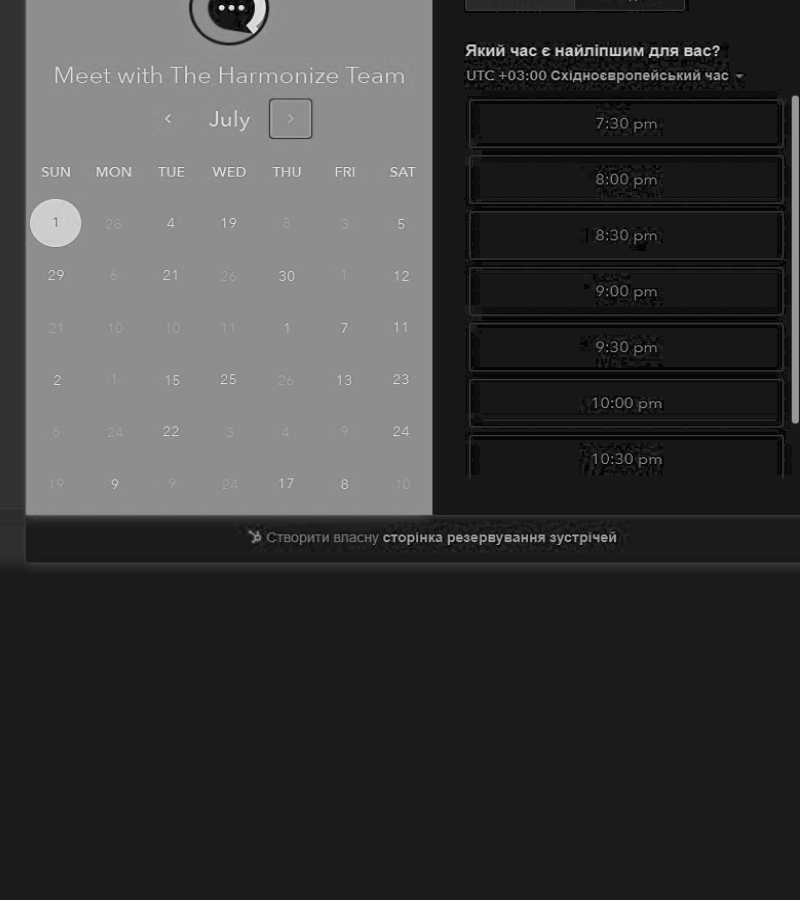 Meet with The Harmonize Team
July
SUN MON TUE WED THU FRI SAT
1 28 4 19 8 3 5
29 6 21 26 30 1 12
21 10 10 11 1 7 11
2 1 15 25 26 13 23
6 24 22 3 4 9 24
19 9 9 24 17 8 10
Який час є найліпшим для вас?
UTC +03:00 Східноєвропейський час
7:30 pm
8:00 pm
8:30 pm
9:00 pm
9:30 pm
10:00 pm
10:30 pm
Створити власну сторінка резервування зустрічей